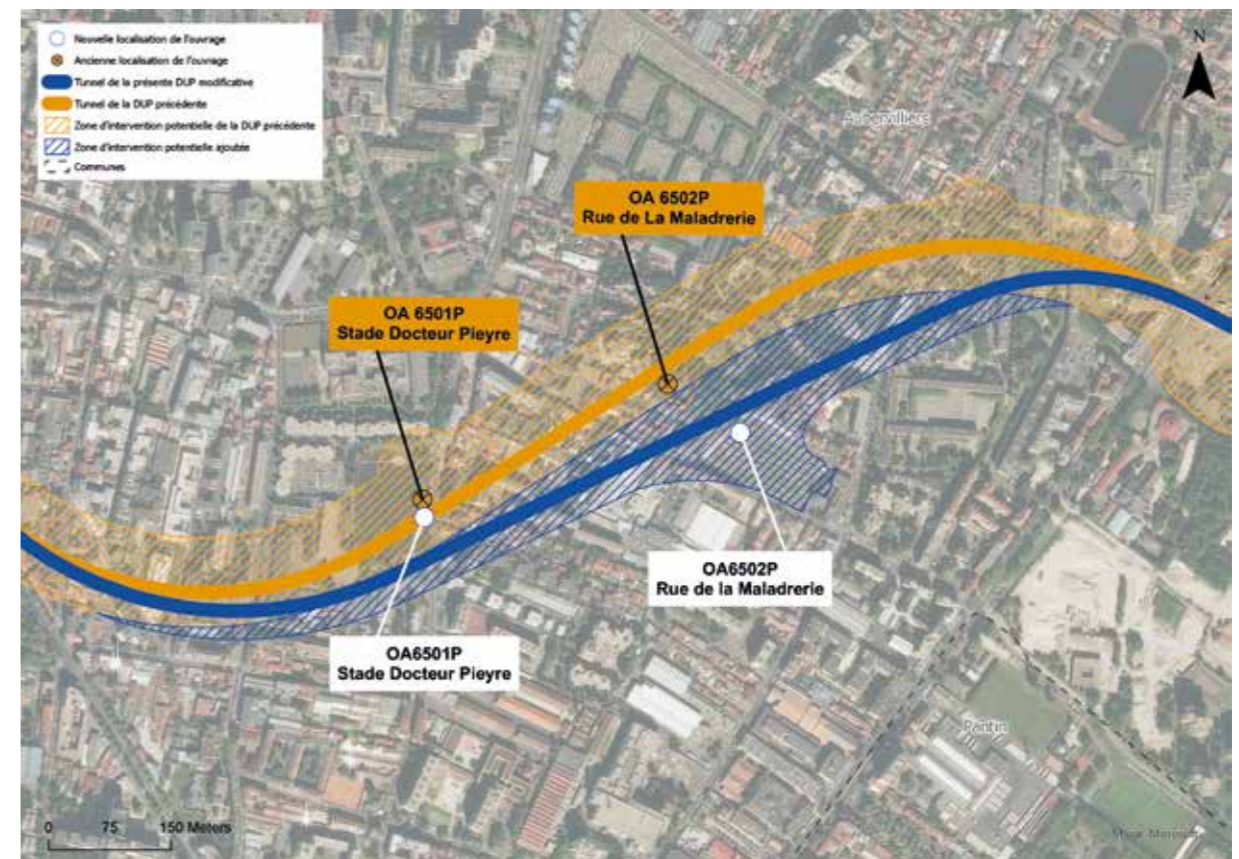 Nouvelle localisation de l'ouvrage
Ancienne localisation de l'ouvrage
Tunnel de la présente DUP modificative
Tunnel de la DUP précédente
Zone d'intervention potentielle de la DUP précédente
Zone d'intervention potentielle ajoutée
Communes
N
Aubervilliers
OA 6502P
Rue de La Maladrerie
OA 6501P
Stade Docteur Pieyre
OA6502P
Rue de la Maladrerie
OA6501P
Stade Docteur Pieyre
Pantin
0 75 150 Meters